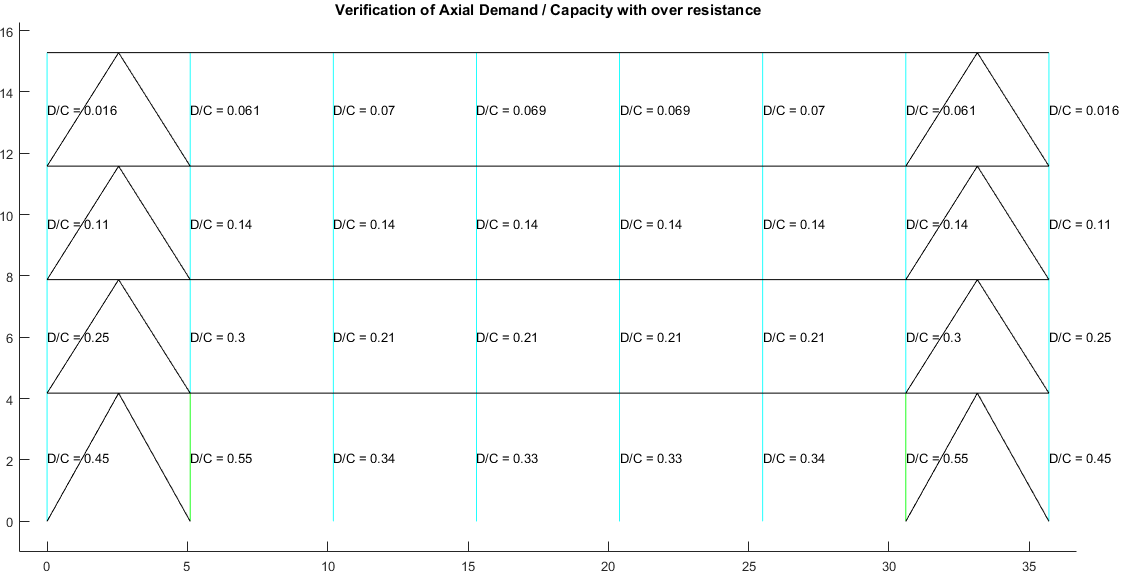 Verification of Axial Demand / Capacity with over resistance
16
14
D/C = 0.016 D/C = 0.061 D/C = 0.07 D/C = 0.069 D/C = 0.069 D/C = 0.07 D/C = 0.061 D/C = 0.016
12
10
D/C = 0.11 D/C = 0.14 D/C = 0.14 D/C = 0.14 D/C = 0.14 D/C = 0.14 D/C = 0.14 D/C = 0.11
8
6
D/C = 0.25 D/C = 0.3 D/C = 0.21 D/C = 0.21 D/C = 0.21 D/C = 0.21 D/C = 0.3 D/C = 0.25
4
2
D/C = 0.45 D/C = 0.55 D/C = 0.34 D/C = 0.33 D/C = 0.33 D/C = 0.34 D/C = 0.55 D/C = 0.45
0
0 5 10 15 20 25 30 35